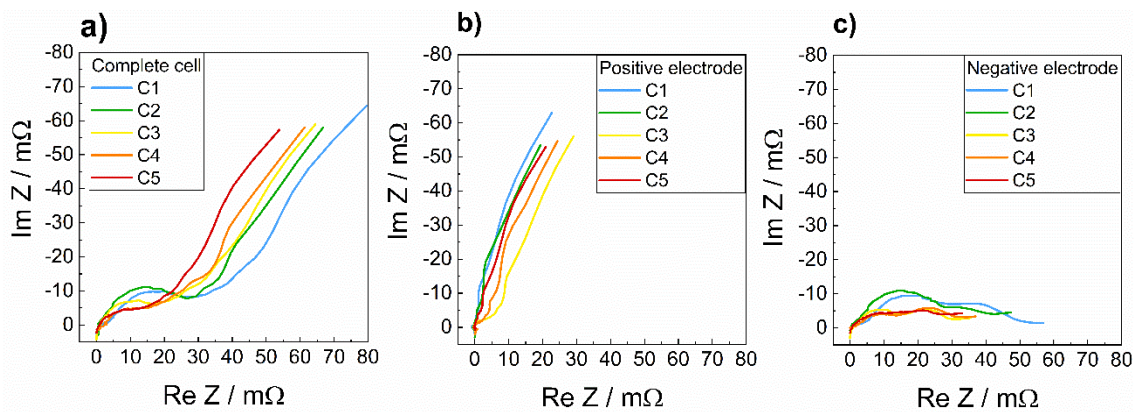 a)
-80
-70
-60
-50
-40
-30
-20
-10
0
Im Z / mΩ
Complete cell
C1
C2
C3
C4
C5
0 10 20 30 40 50 60 70 80
Re Z / mΩ
b)
-80
-70
-60
-50
-40
-30
-20
-10
0
Im Z / mΩ
Positive electrode
C1
C2
C3
C4
C5
0 10 20 30 40 50 60 70 80
Re Z / mΩ
c)
-80
-70
-60
-50
-40
-30
-20
-10
0
Im Z / mΩ
Negative electrode
C1
C2
C3
C4
C5
0 10 20 30 40 50 60 70 80
Re Z / mΩ